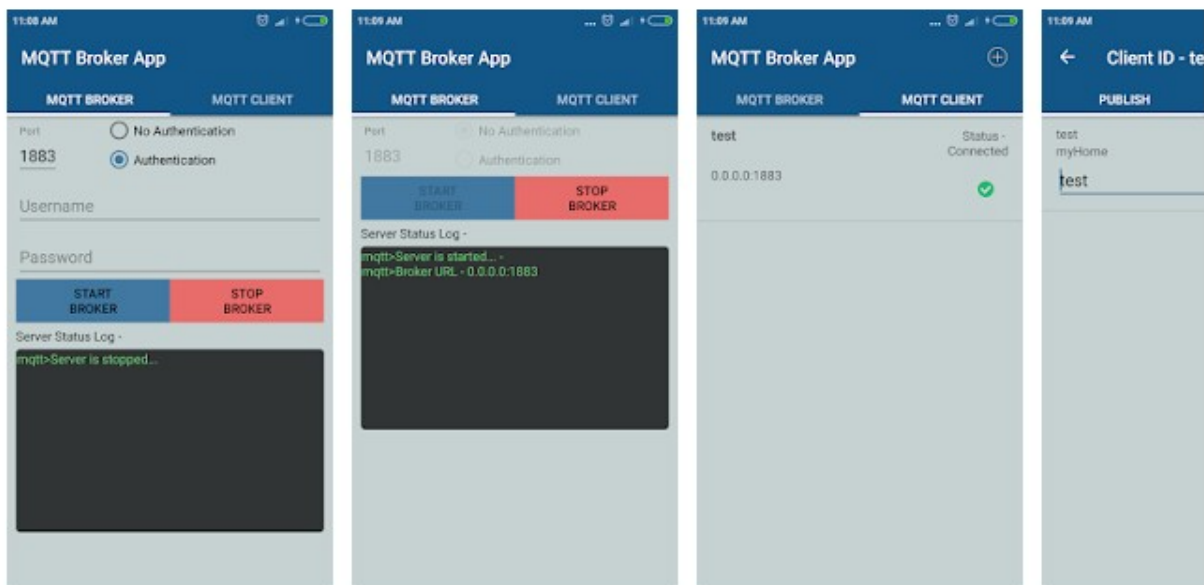 11:08 AM
MQTT Broker App
MQTT BROKER
MQTT CLIENT
Port
No Authentication
1883
Authentication
Username
Password
START
BROKER
STOP
BROKER
Server Status Log -
mqtt>Server is stopped...
11:09 AM
...
MQTT Broker App
MQTT BROKER
MQTT CLIENT
Port
No Authentication
1883
Authentication
START
BROKER
STOP
BROKER
Server Status Log -
mqtt>Server is started... -
mqtt>Broker URL - 0.0.0.0:1883
11:09 AM
...
MQTT Broker App
MQTT BROKER
MQTT CLIENT
test
Status -
Connected
0.0.0.0:1883
11:09 AM
Client ID - te
PUBLISH
test
myHome
test